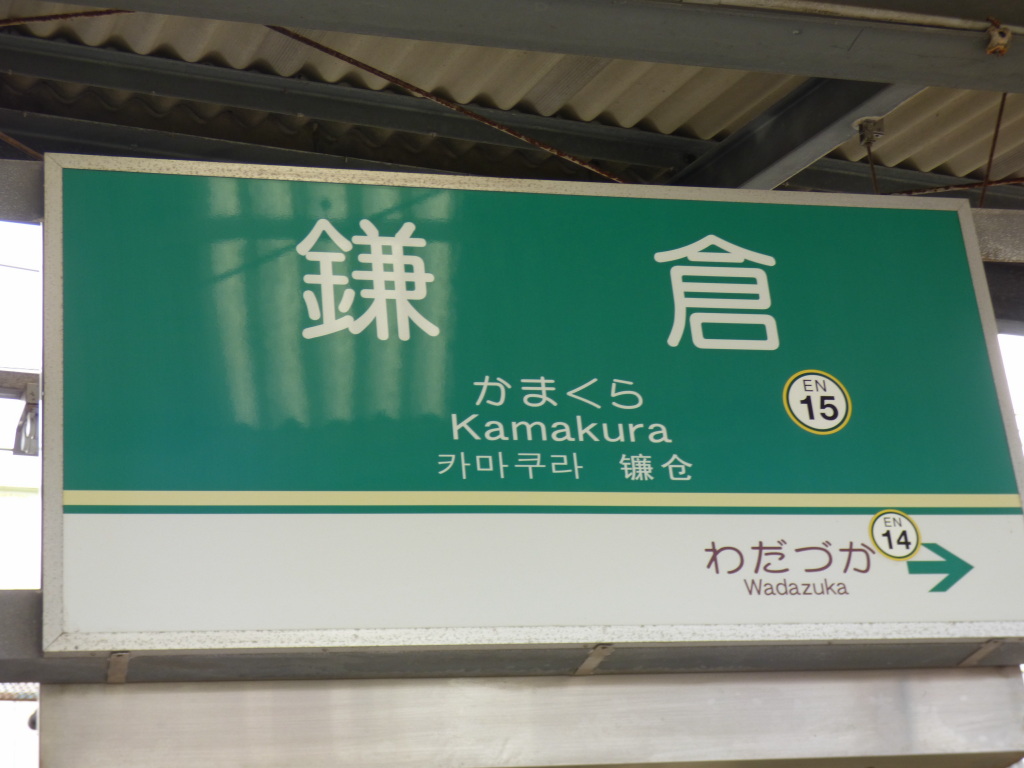 鎌倉
かまくら
Kamakura
EN
15
카마쿠라 镰仓
わだづか
Wadazuka
EN
14